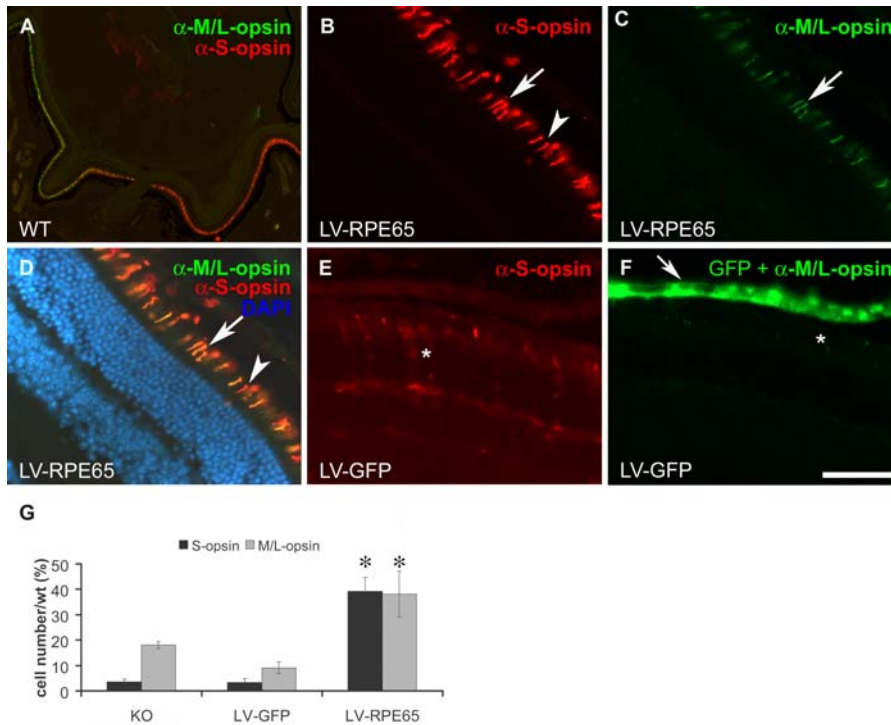 A
α-M/L-opsin
α-S-opsin
WT
B
α-S-opsin
LV-RPE65
C
α-M/L-opsin
LV-RPE65
D
α-M/L-opsin
α-S-opsin
DAPI
LV-RPE65
E
α-S-opsin
*
LV-GFP
F
GFP + α-M/L-opsin
*
LV-GFP
G
S-opsin M/L-opsin
cell number/wt (%)
50
40
30
20
10
0
* *
KO LV-GFP LV-RPE65